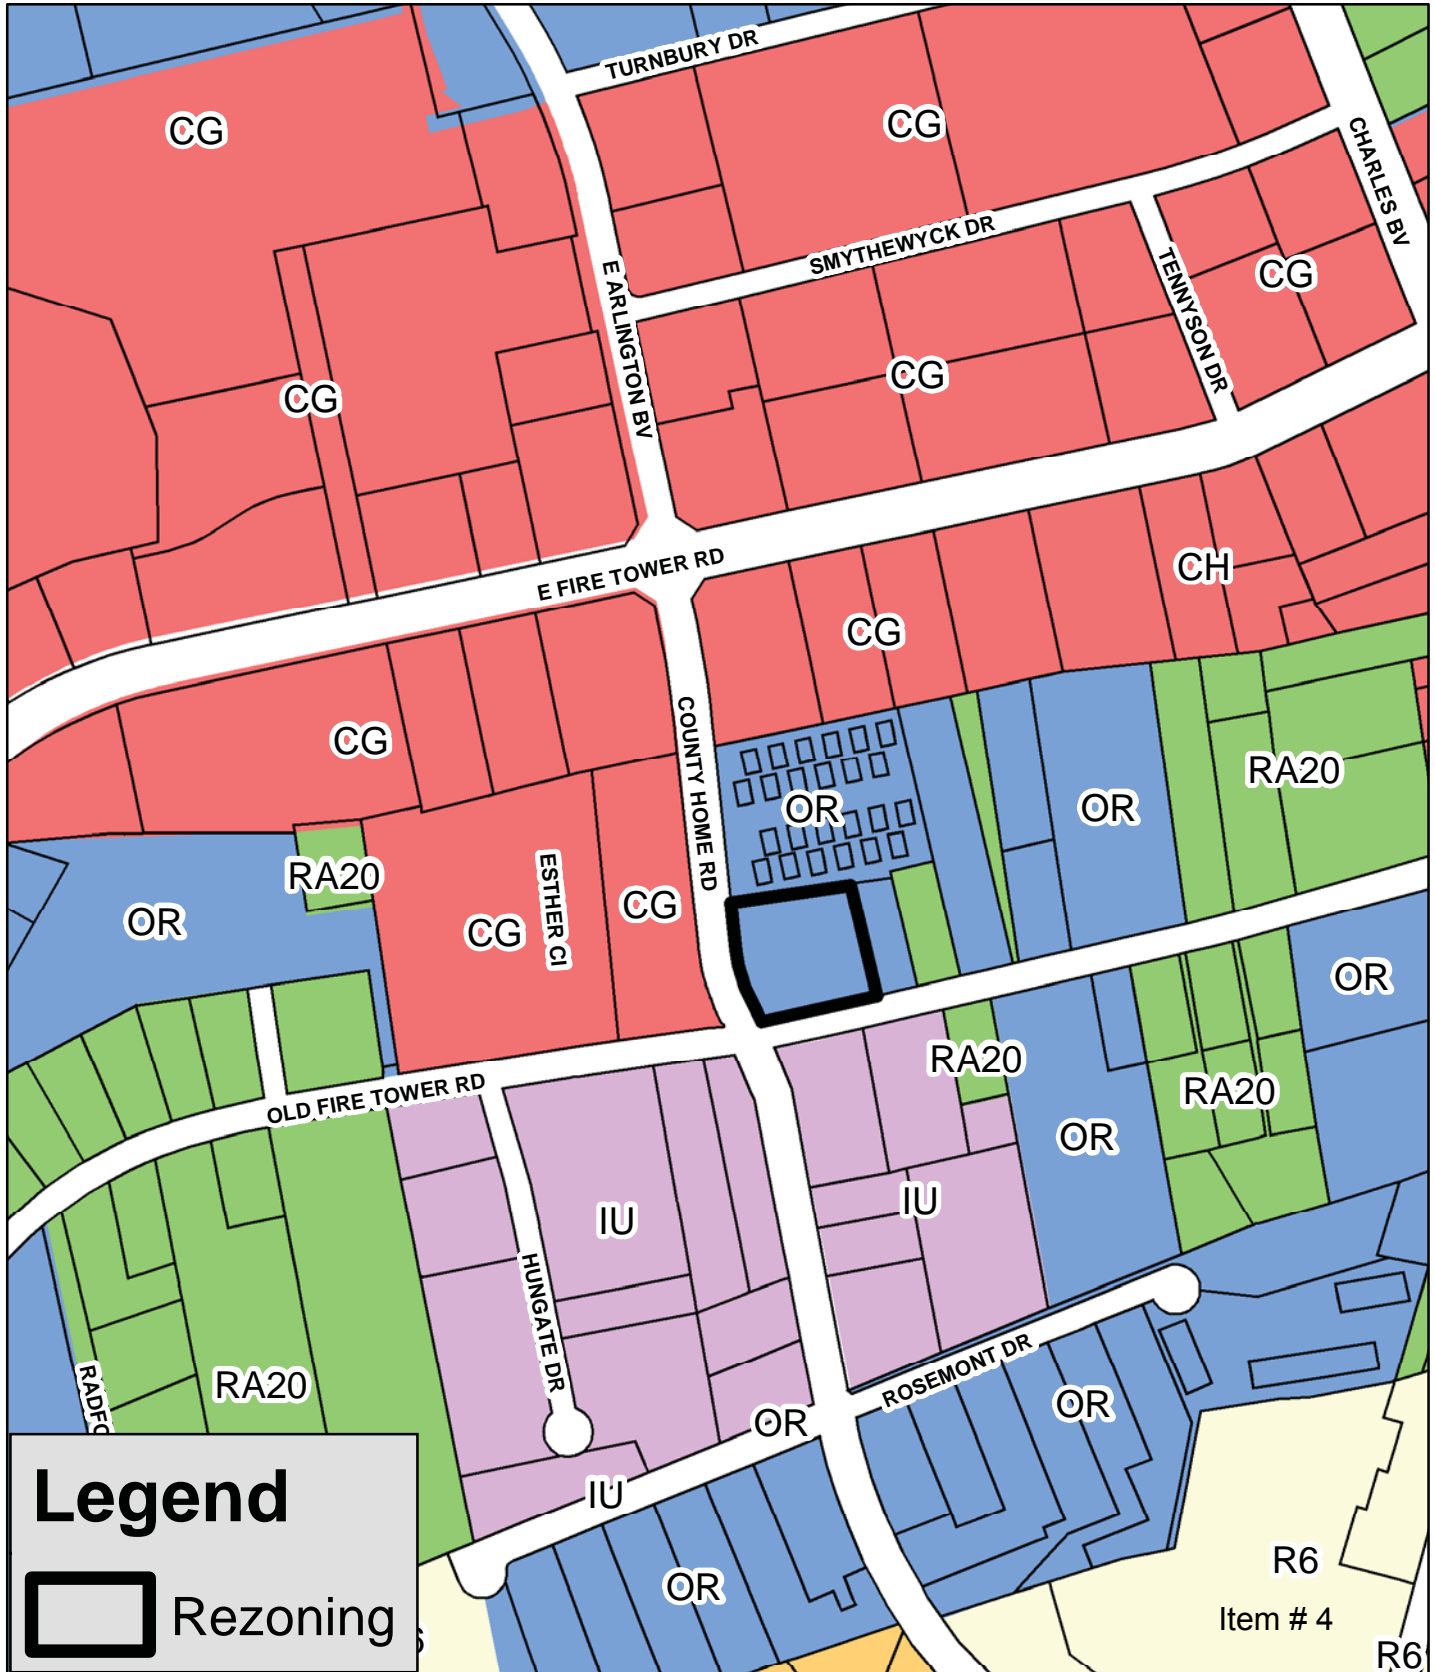 TURNBURY DR
CG
CG
CHARLES BV
SMYTHEWYCK DR
CG
TENNYSON DR
E ARLINGTON BV
CG
CG
E FIRE TOWER RD
CH
CG
COUNTY HOME RD
CG
RA20
OR
OR
RA20
ESTHER CI
CG
CG
OR
OR
RA20
OLD FIRE TOWER RD
RA20
OR
IU
IU
HUNGATE DR
ROSEMONT DR
RADFO
RA20
OR
OR
IU
OR
R6
Item # 4
R6
Legend
Rezoning